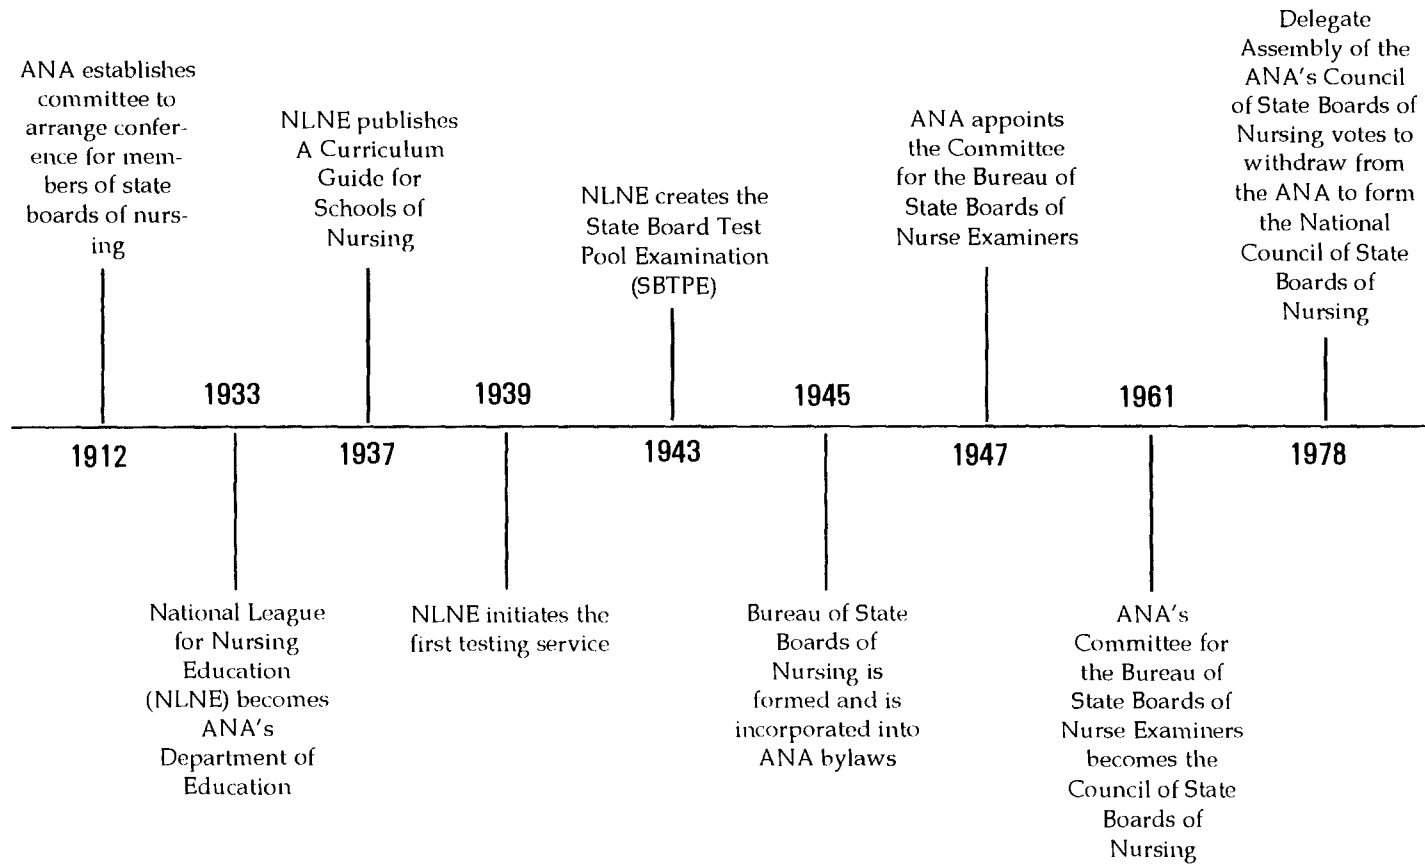 ANA establishes
committee to
arrange confer-
ence for mem-
bers of state
boards of nurs-
ing
1912
1933
National League
for Nursing
Education
(NLNE) becomes
ANA's
Department of
Education
NLNE publishes
A Curriculum
Guide for
Schools of
Nursing
1937
1939
NLNE initiates the
first testing service
NLNE creates the
State Board Test
Pool Examination
(SBTPE)
1943
1945
Bureau of State
Boards of
Nursing is
formed and is
incorporated into
ANA bylaws
ANA appoints
the Committee
for the Bureau of
State Boards of
Nurse Examiners
1947
1961
ANA's
Committee for
the Bureau of
State Boards of
Nurse Examiners
becomes the
Council of State
Boards of
Nursing
Delegate
Assembly of the
ANA's Council
of State Boards of
Nursing votes to
withdraw from
the ANA to form
the National
Council of State
Boards of
Nursing
1978